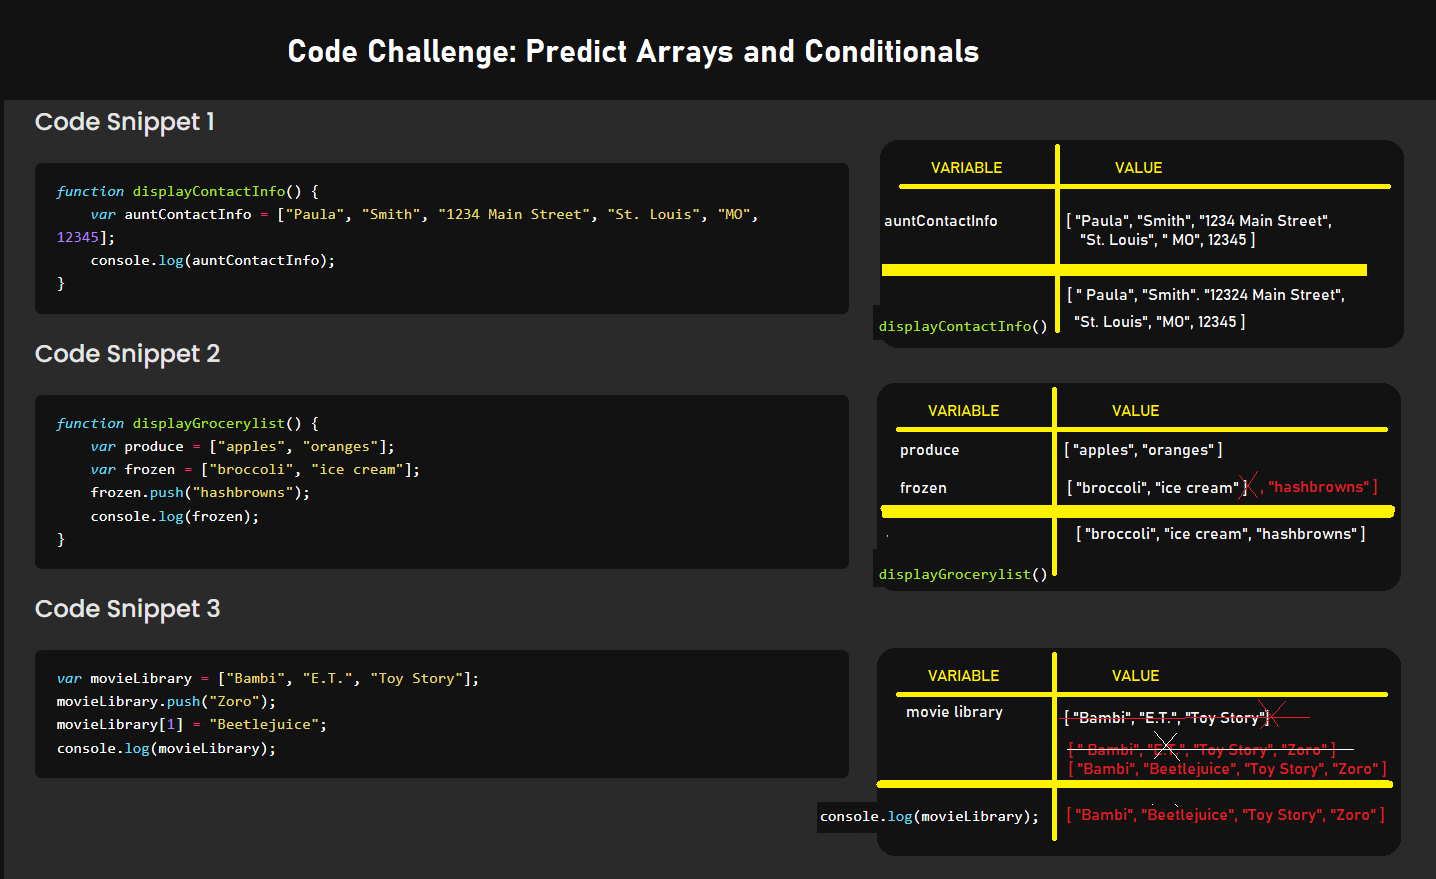 Code Challenge: Predict Arrays and Conditionals
Code Snippet 1
function displayContactInfo() {
var auntContactInfo = ["Paula", "Smith", "1234 Main Street", "St. Louis", "MO",
12345];
console.log(auntContactInfo);
}
VARIABLE VALUE
auntContactInfo [ "Paula", "Smith", "1234 Main Street",
"St. Louis", " MO", 12345 ]
[ " Paula", "Smith". "12324 Main Street",
displayContactInfo() "St. Louis", "MO", 12345 ]
Code Snippet 2
function displayGrocerylist() {
var produce = ["apples", "oranges"];
var frozen = ["broccoli", "ice cream"];
frozen.push("hashbrowns");
console.log(frozen);
}
VARIABLE VALUE
produce [ "apples", "oranges" ]
frozen [ "broccoli", "ice cream" ] , "hashbrowns" ]
[ "broccoli", "ice cream", "hashbrowns" ]
displayGrocerylist()
Code Snippet 3
var movieLibrary = ["Bambi", "E.T.", "Toy Story"];
movieLibrary.push("Zoro");
movieLibrary[1] = "Beetlejuice";
console.log(movieLibrary);
VARIABLE VALUE
movie library [ "Bambi", "E.T.", "Toy Story"]
[ " Bambi", "E.T.", "Toy Story", "Zoro" ]
[ "Bambi", "Beetlejuice", "Toy Story", "Zoro" ]
console.log(movieLibrary); [ "Bambi", "Beetlejuice", "Toy Story", "Zoro" ]